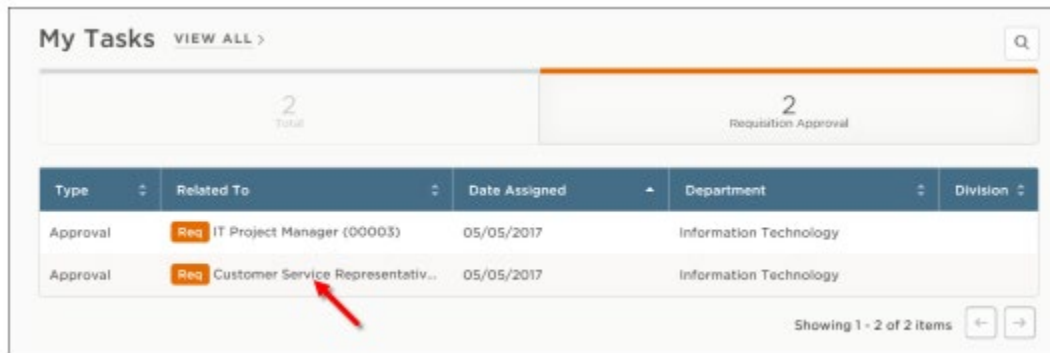 My Tasks VIEW ALL >
2 2
Total Requisition Approval
Type Related To Date Assigned Department Division
Approval Req IT Project Manager (00003) 05/05/2017 Information Technology
Approval Req Customer Service Representativ... 05/05/2017 Information Technology
Showing 1 - 2 of 2 items